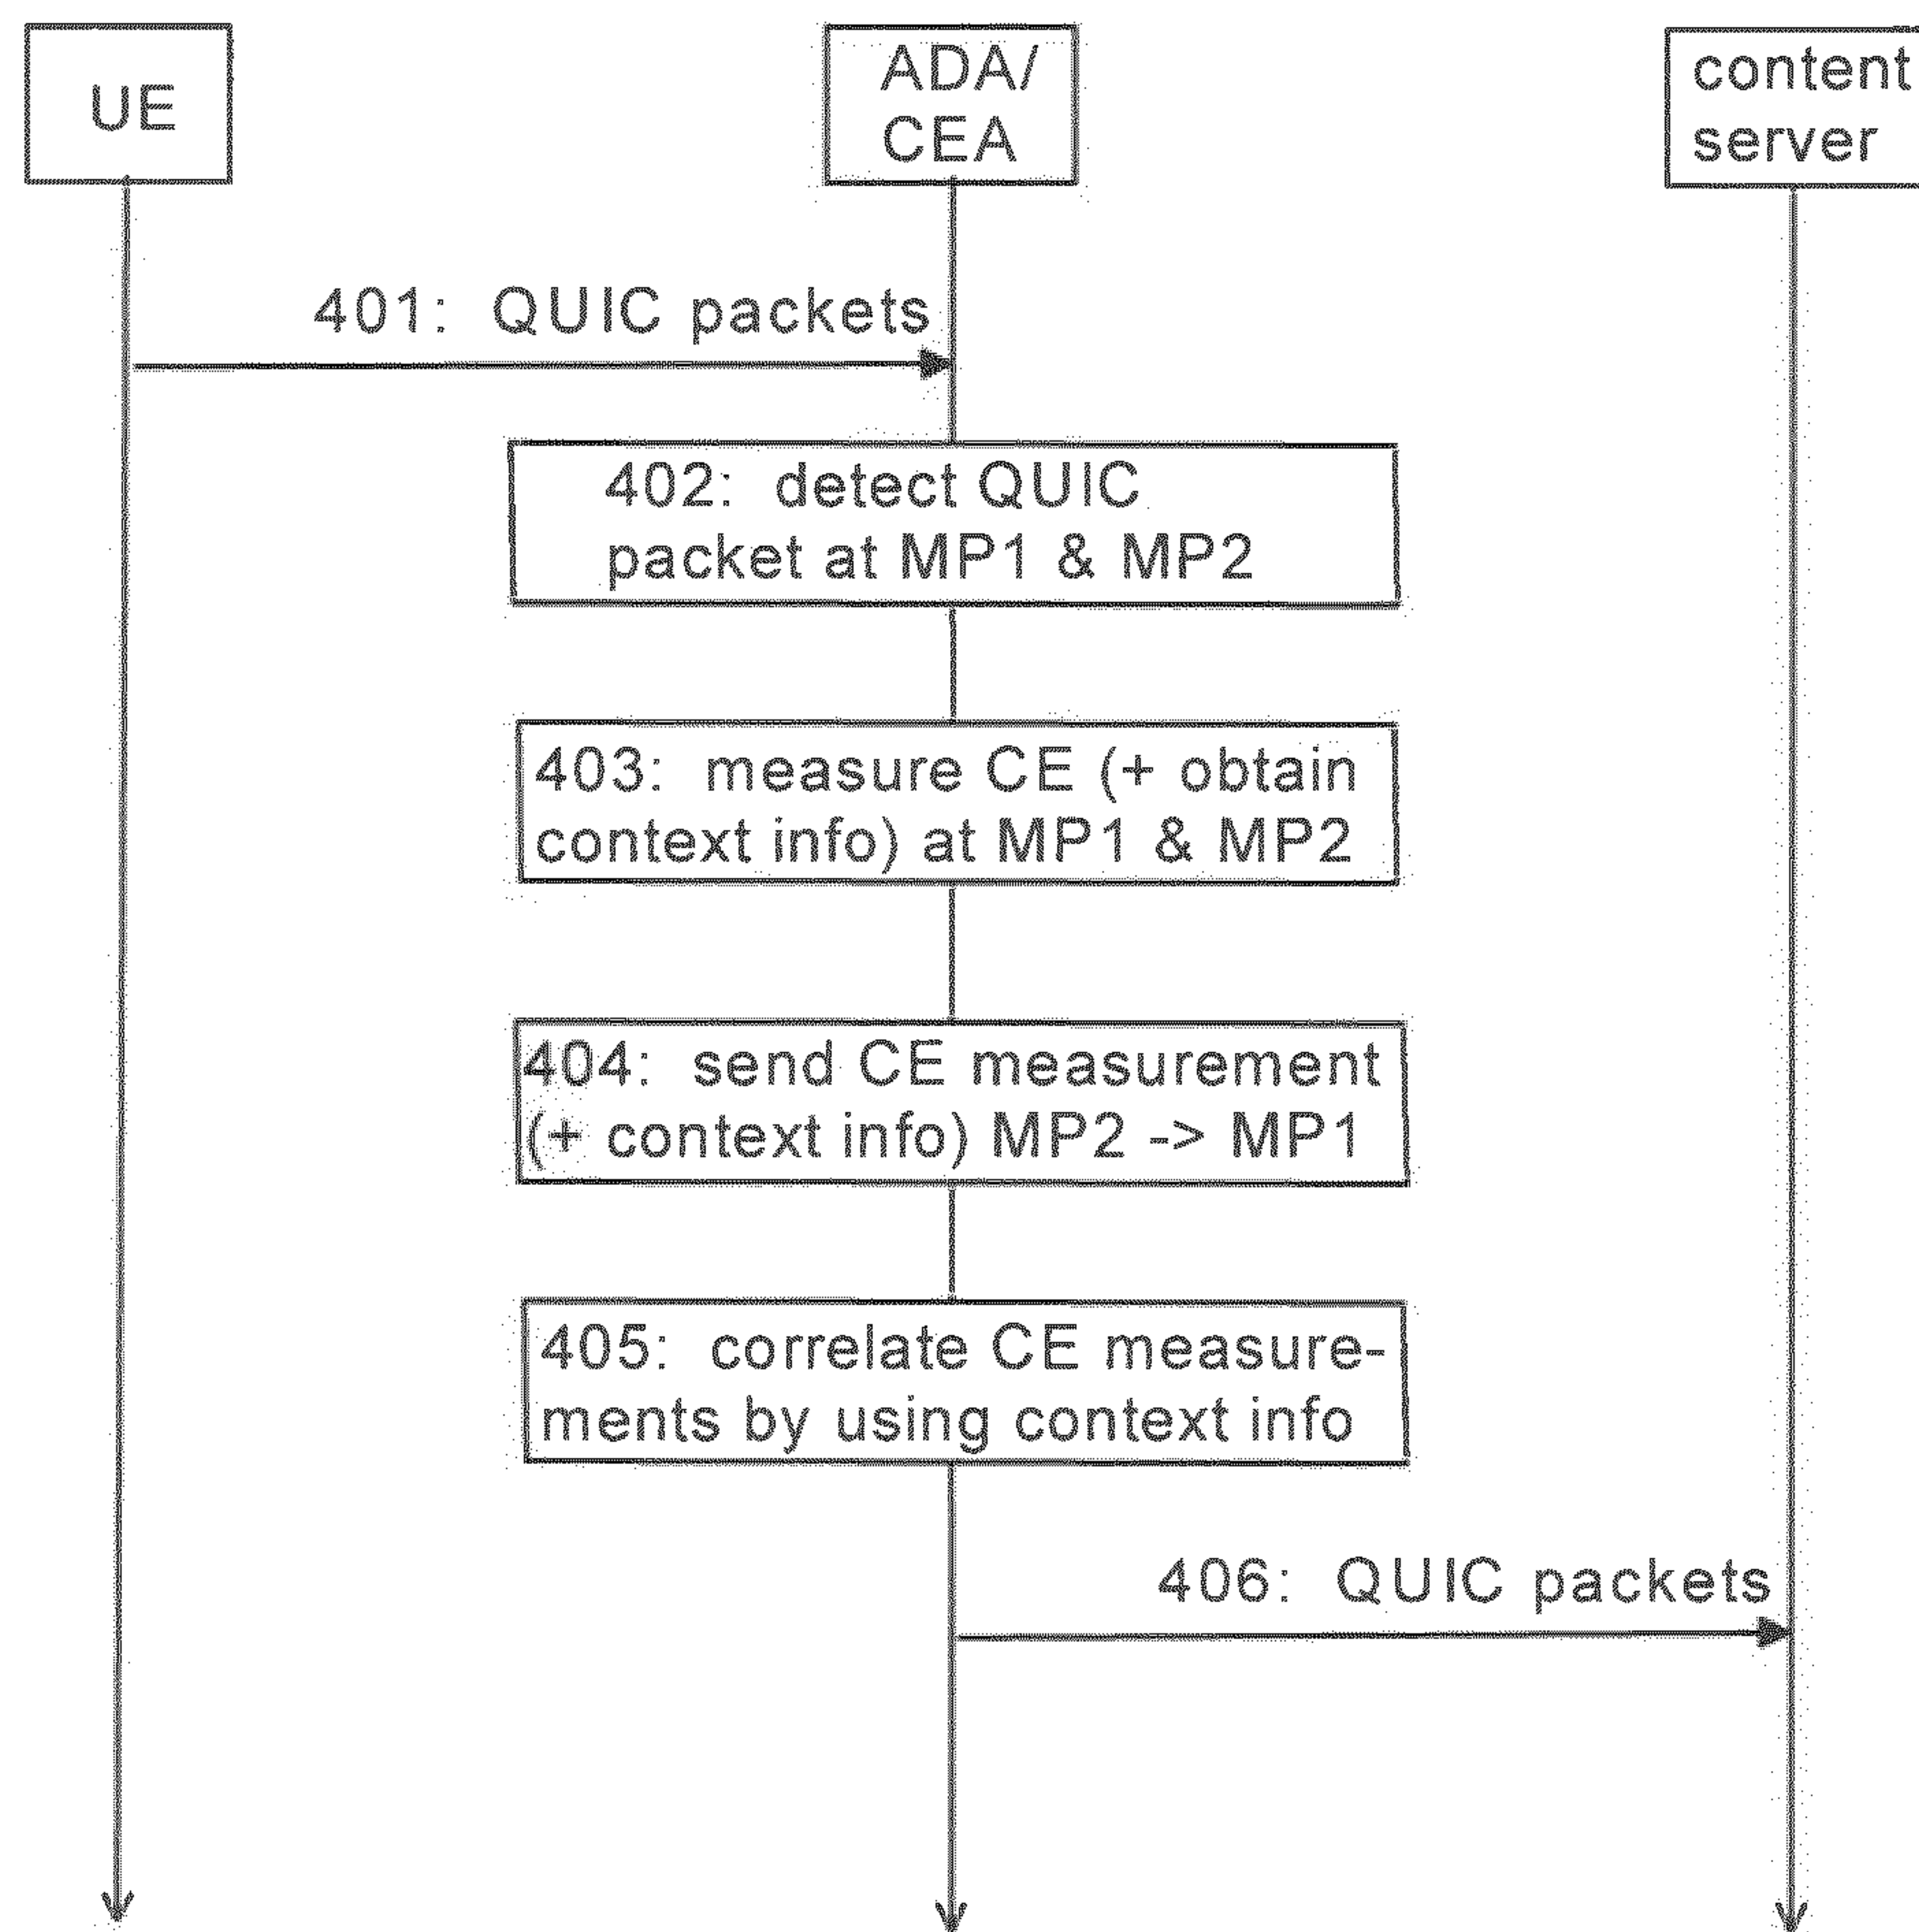 UE
ADA/
CEA
content
server
401: QUIC packets
402: detect QUIC
packet at MP1 & MP2
403: measure CE (+ obtain
context info) at MP1 & MP2
404: send CE measurement
(+ context info) MP2 -> MP1
405: correlate CE measure-
ments by using context info
406: QUIC packets